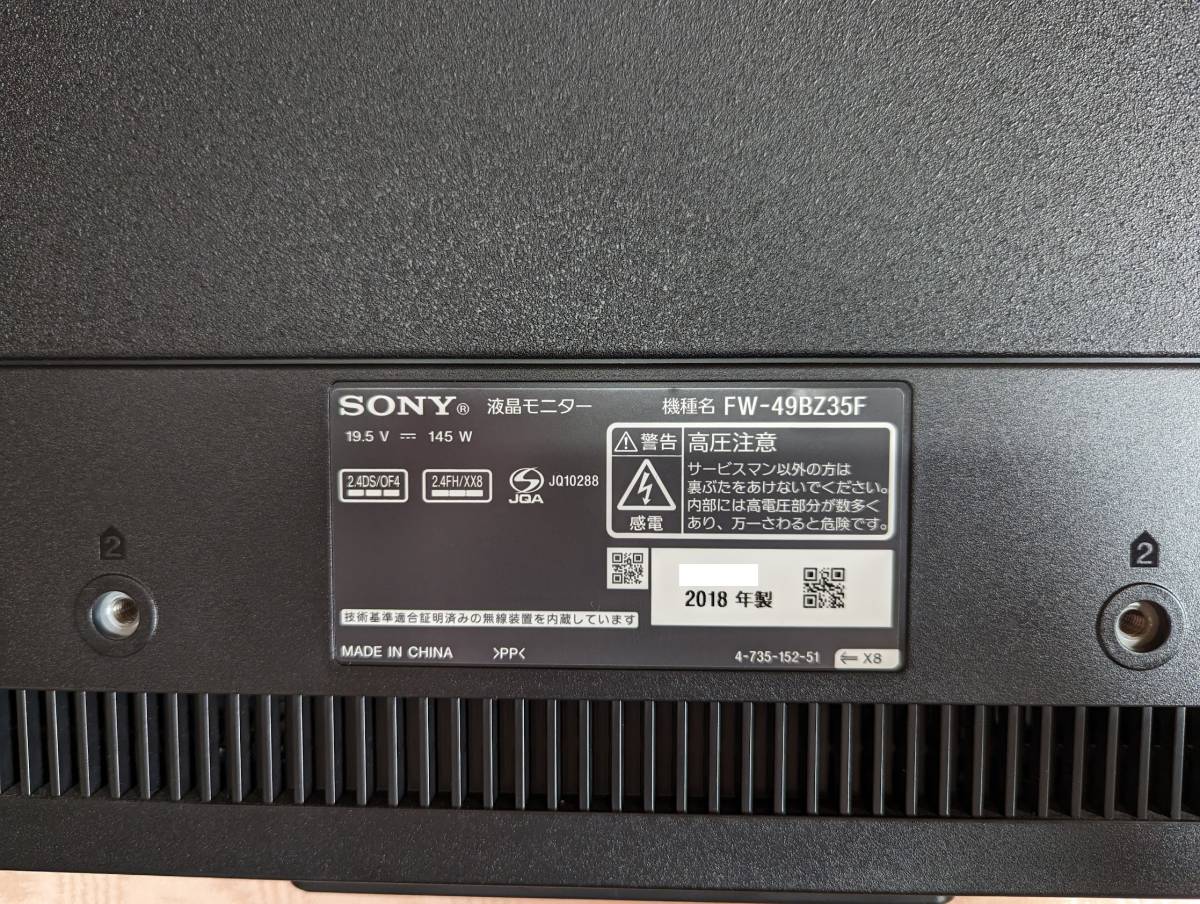 SONY® 液晶モニター 機種名 FW-49BZ35F
19.5 V ⎓ 145 W
2.4DS/OF4 2.4FH/XX8 JQA JQ10288
警告 高圧注意
サービスマン以外の方は
裏ぶたをあけないでください。
内部には高電圧部分が数多く
あり、万一さわると危険です。
感電
2
2
2018 年製
技術基準適合証明済みの無線装置を内蔵しています
MADE IN CHINA >PP< 4-735-152-51 ⇐ X8